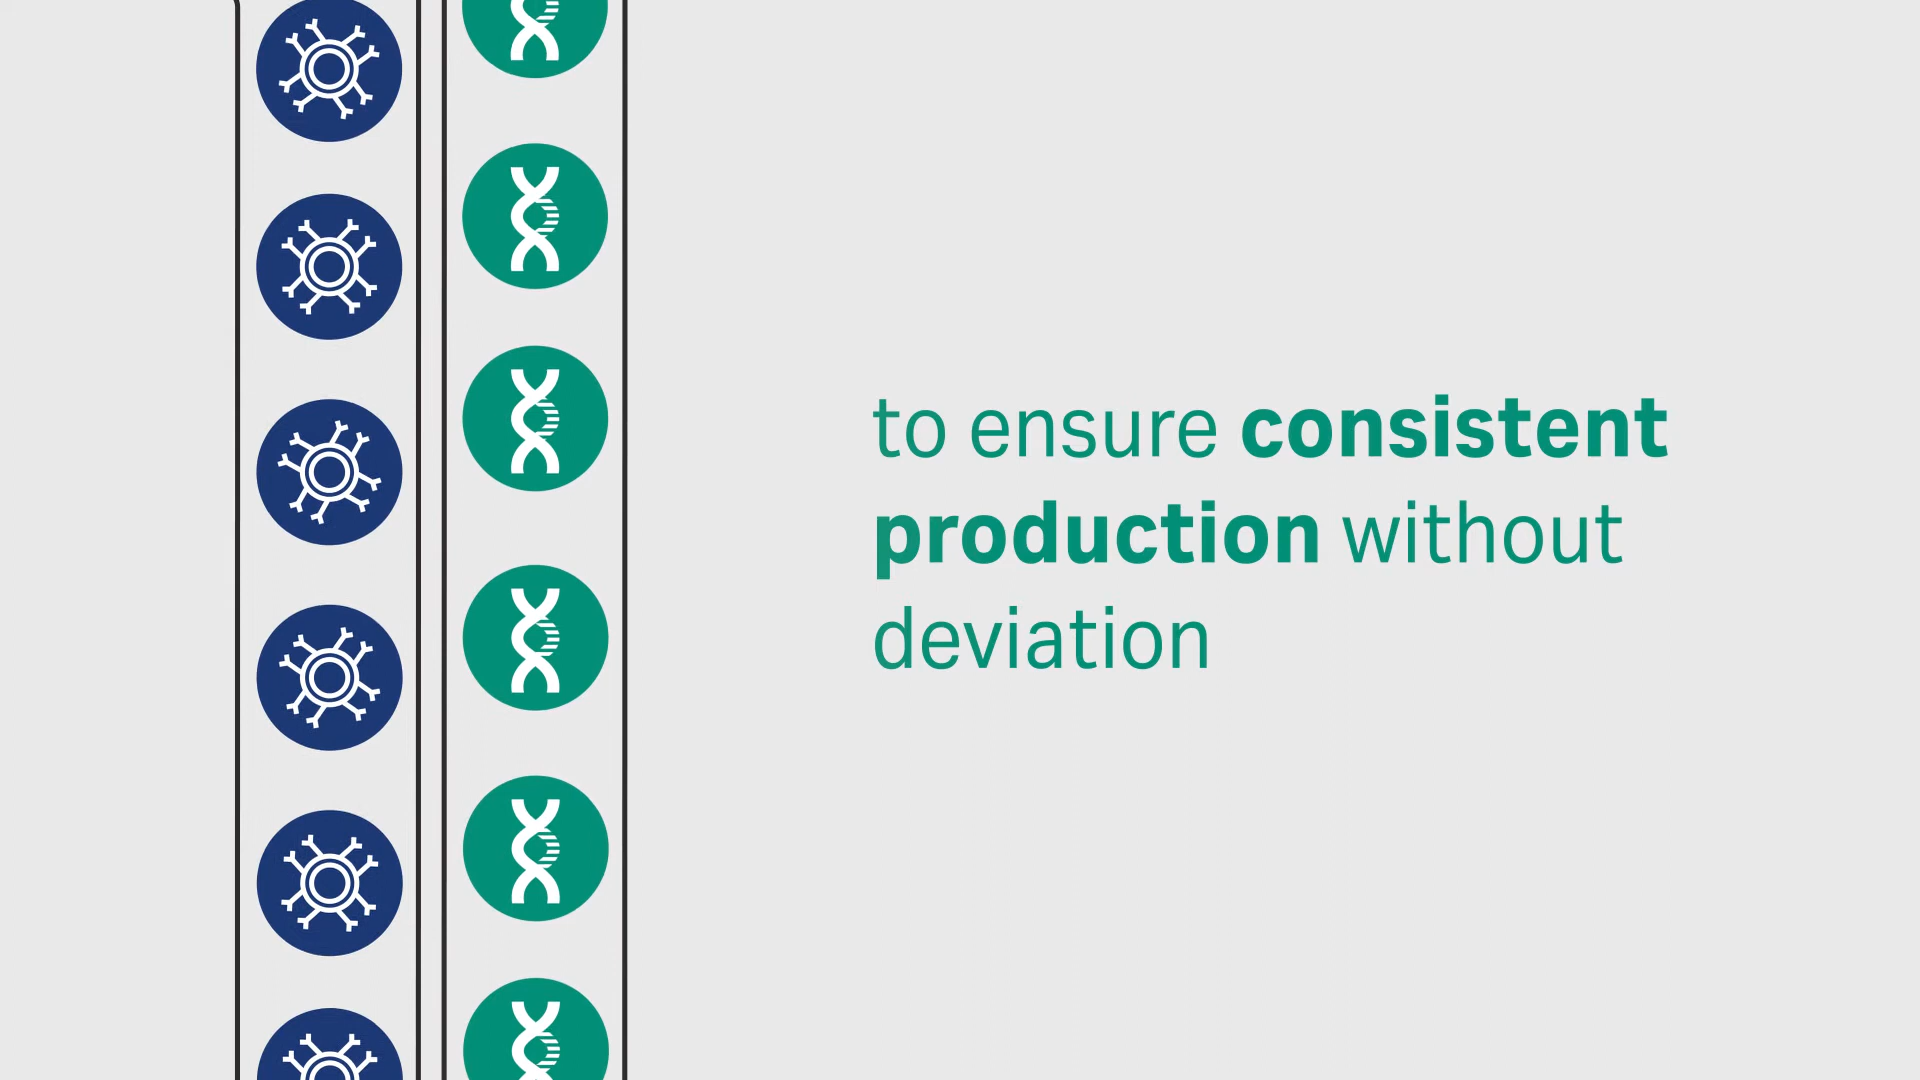 to ensure consistent
production without
deviation